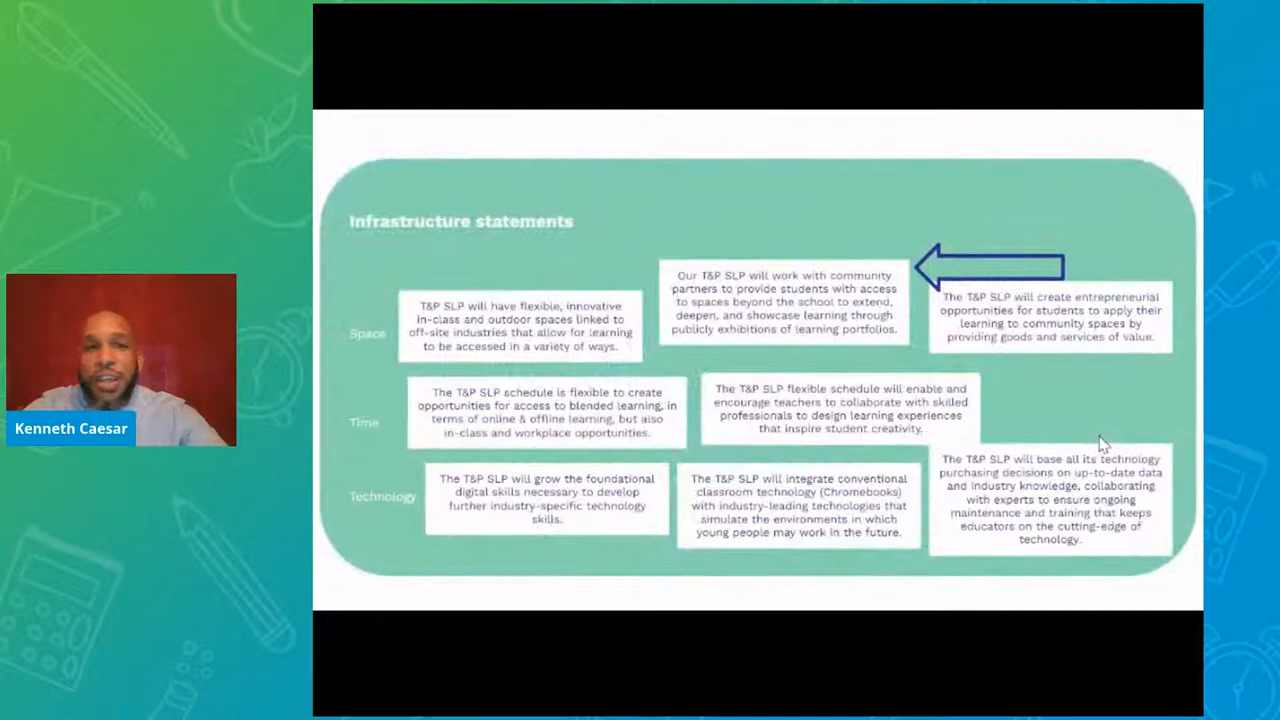 Infrastructure statements
Space
T&P SLP will have flexible, innovative
in-class and outdoor spaces linked to
off-site industries that allow for learning
to be accessed in a variety of ways.
Our T&P SLP will work with community
partners to provide students with access
to spaces beyond the school to extend,
deepen, and showcase learning through
publicly exhibitions of learning portfolios.
The T&P SLP will create entrepreneurial
opportunities for students to apply their
learning to community spaces by
providing goods and services of value.
Time
The T&P SLP schedule is flexible to create
opportunities for access to blended learning, in
terms of online & offline learning, but also
in-class and workplace opportunities.
The T&P SLP flexible schedule will enable and
encourage teachers to collaborate with skilled
professionals to design learning experiences
that inspire student creativity.
Technology
The T&P SLP will grow the foundational
digital skills necessary to develop
further industry-specific technology
skills.
The T&P SLP will integrate conventional
classroom technology (Chromebooks)
with industry-leading technologies that
simulate the environments in which
young people may work in the future.
The T&P SLP will base all its technology
purchasing decisions on up-to-date data
and industry knowledge, collaborating
with experts to ensure ongoing
maintenance and training that keeps
educators on the cutting-edge of
technology.
Kenneth Caesar